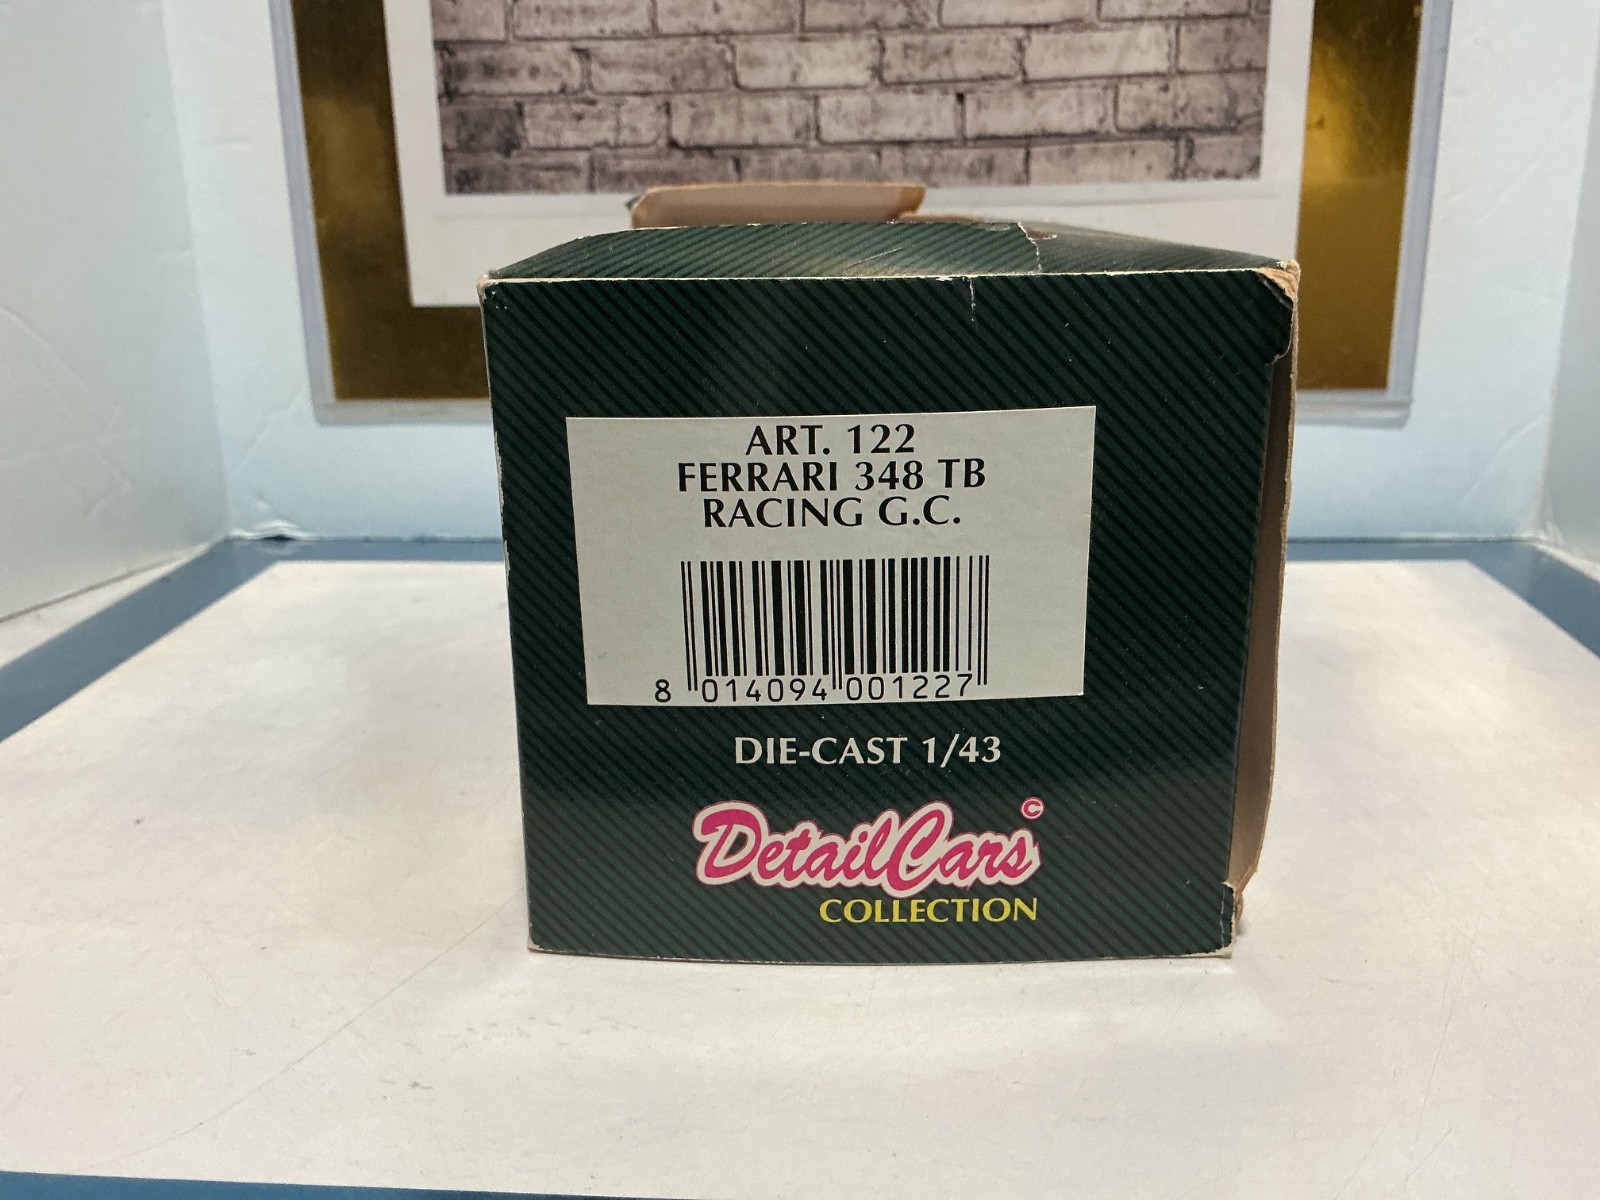 ART. 122
FERRARI 348 TB
RACING G.C.
8 014094 001227
DIE-CAST 1/43
DetailCars©
COLLECTION